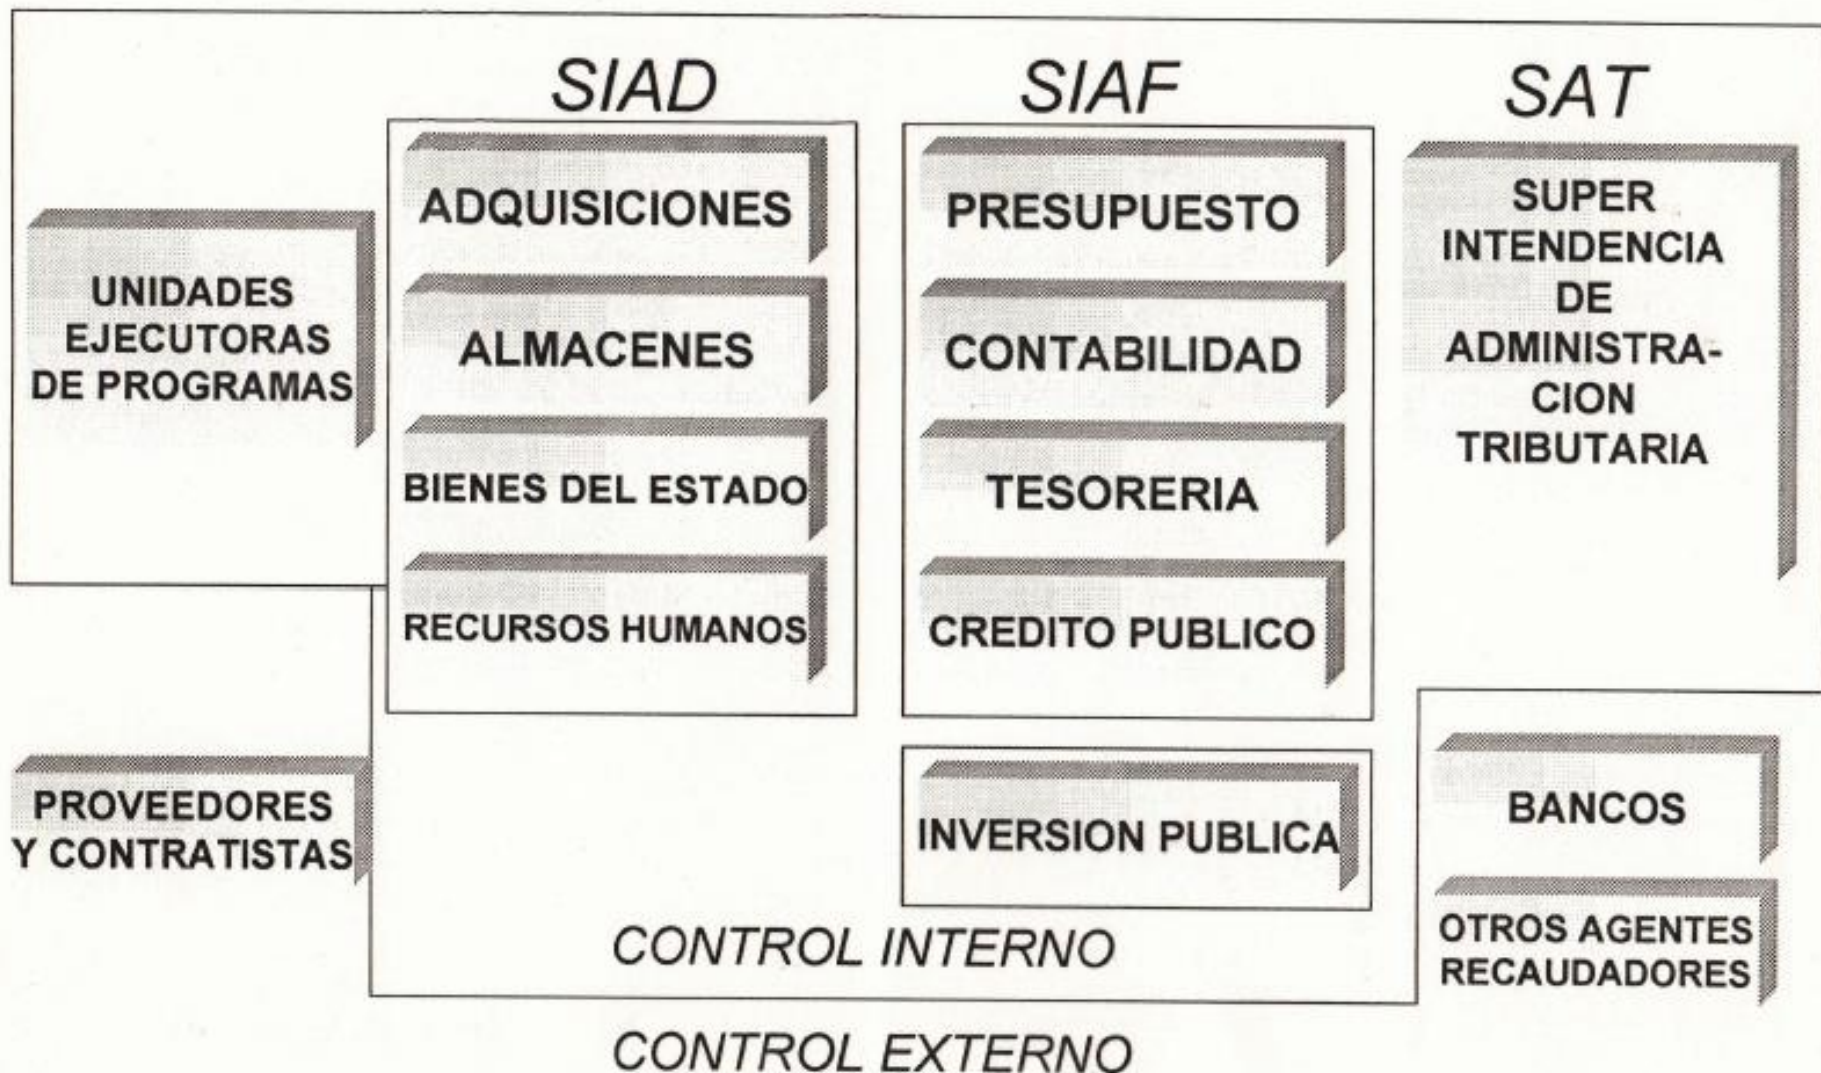 SIAD
SIAF
SAT
UNIDADES
EJECUTORAS
DE PROGRAMAS
ADQUISICIONES
ALMACENES
BIENES DEL ESTADO
RECURSOS HUMANOS
PRESUPUESTO
CONTABILIDAD
TESORERIA
CREDITO PUBLICO
SUPER
INTENDENCIA
DE
ADMINISTRA-
CION
TRIBUTARIA
PROVEEDORES
Y CONTRATISTAS
INVERSION PUBLICA
BANCOS
OTROS AGENTES
RECAUDADORES
CONTROL INTERNO
CONTROL EXTERNO